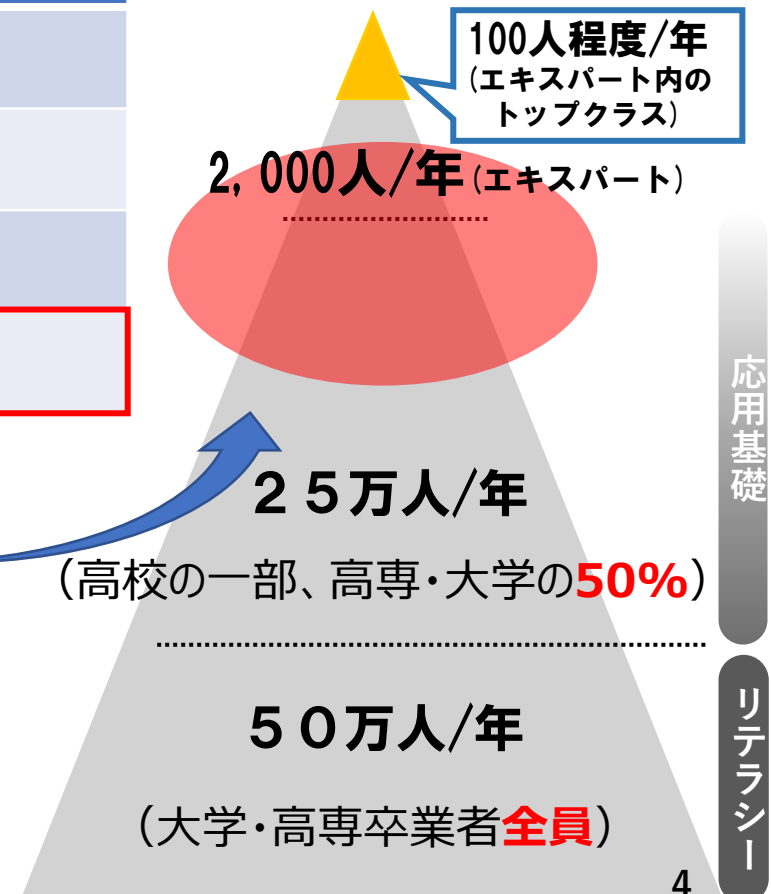 100人程度/年
(エキスパート内の
トップクラス)
2,000人/年(エキスパート)
２５万人/年
(高校の一部、高専・大学の50%)
５０万人/年
(大学・高専卒業者全員)
応用基礎
リテラシー
4